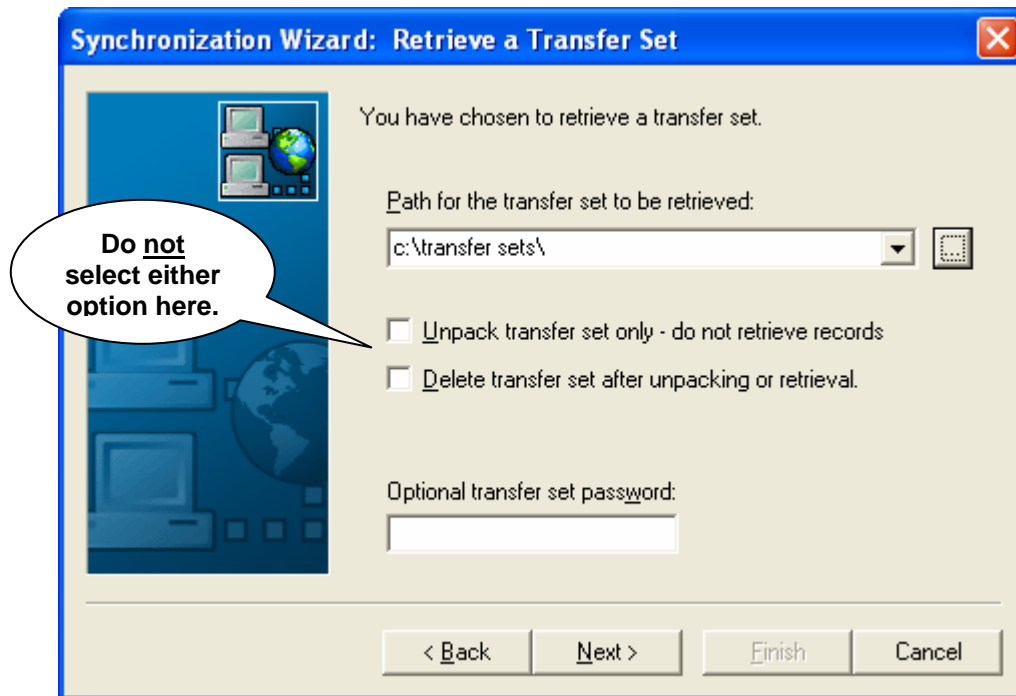 Synchronization Wizard: Retrieve a Transfer Set
You have chosen to retrieve a transfer set.
Path for the transfer set to be retrieved:
c:\transfer sets\
...
Do not
select either
option here.
Unpack transfer set only - do not retrieve records
Delete transfer set after unpacking or retrieval.
Optional transfer set password:
< Back
Next >
Finish
Cancel